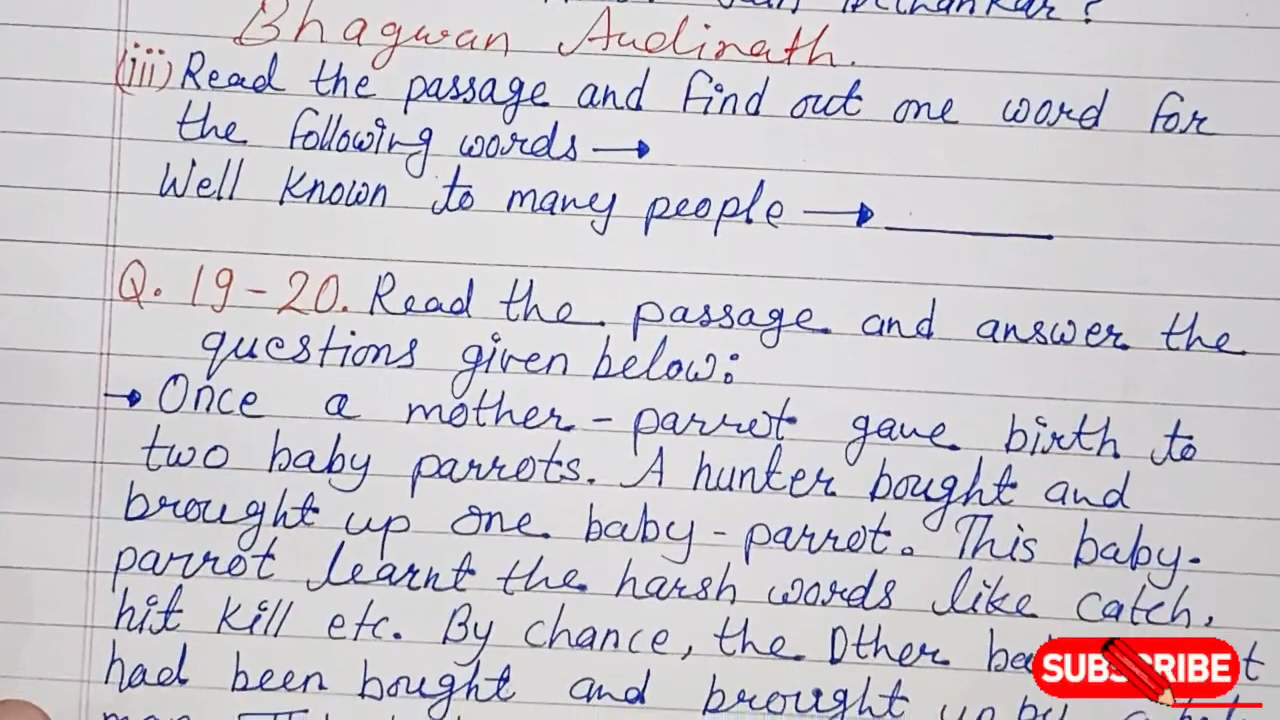 Bhagwan Audinath.
(iii) Read the passage and find out one word for
the following words →
Well known to many people → ________
Q. 19-20. Read the passage and answer the
questions given below:
→ Once a mother-parrot gave birth to
two baby parrots. A hunter bought and
brought up one baby-parrot. This baby-
parrot learnt the harsh words like catch,
hit kill etc. By chance, the Other
SUBSCRIBE
had been bought and brought up by